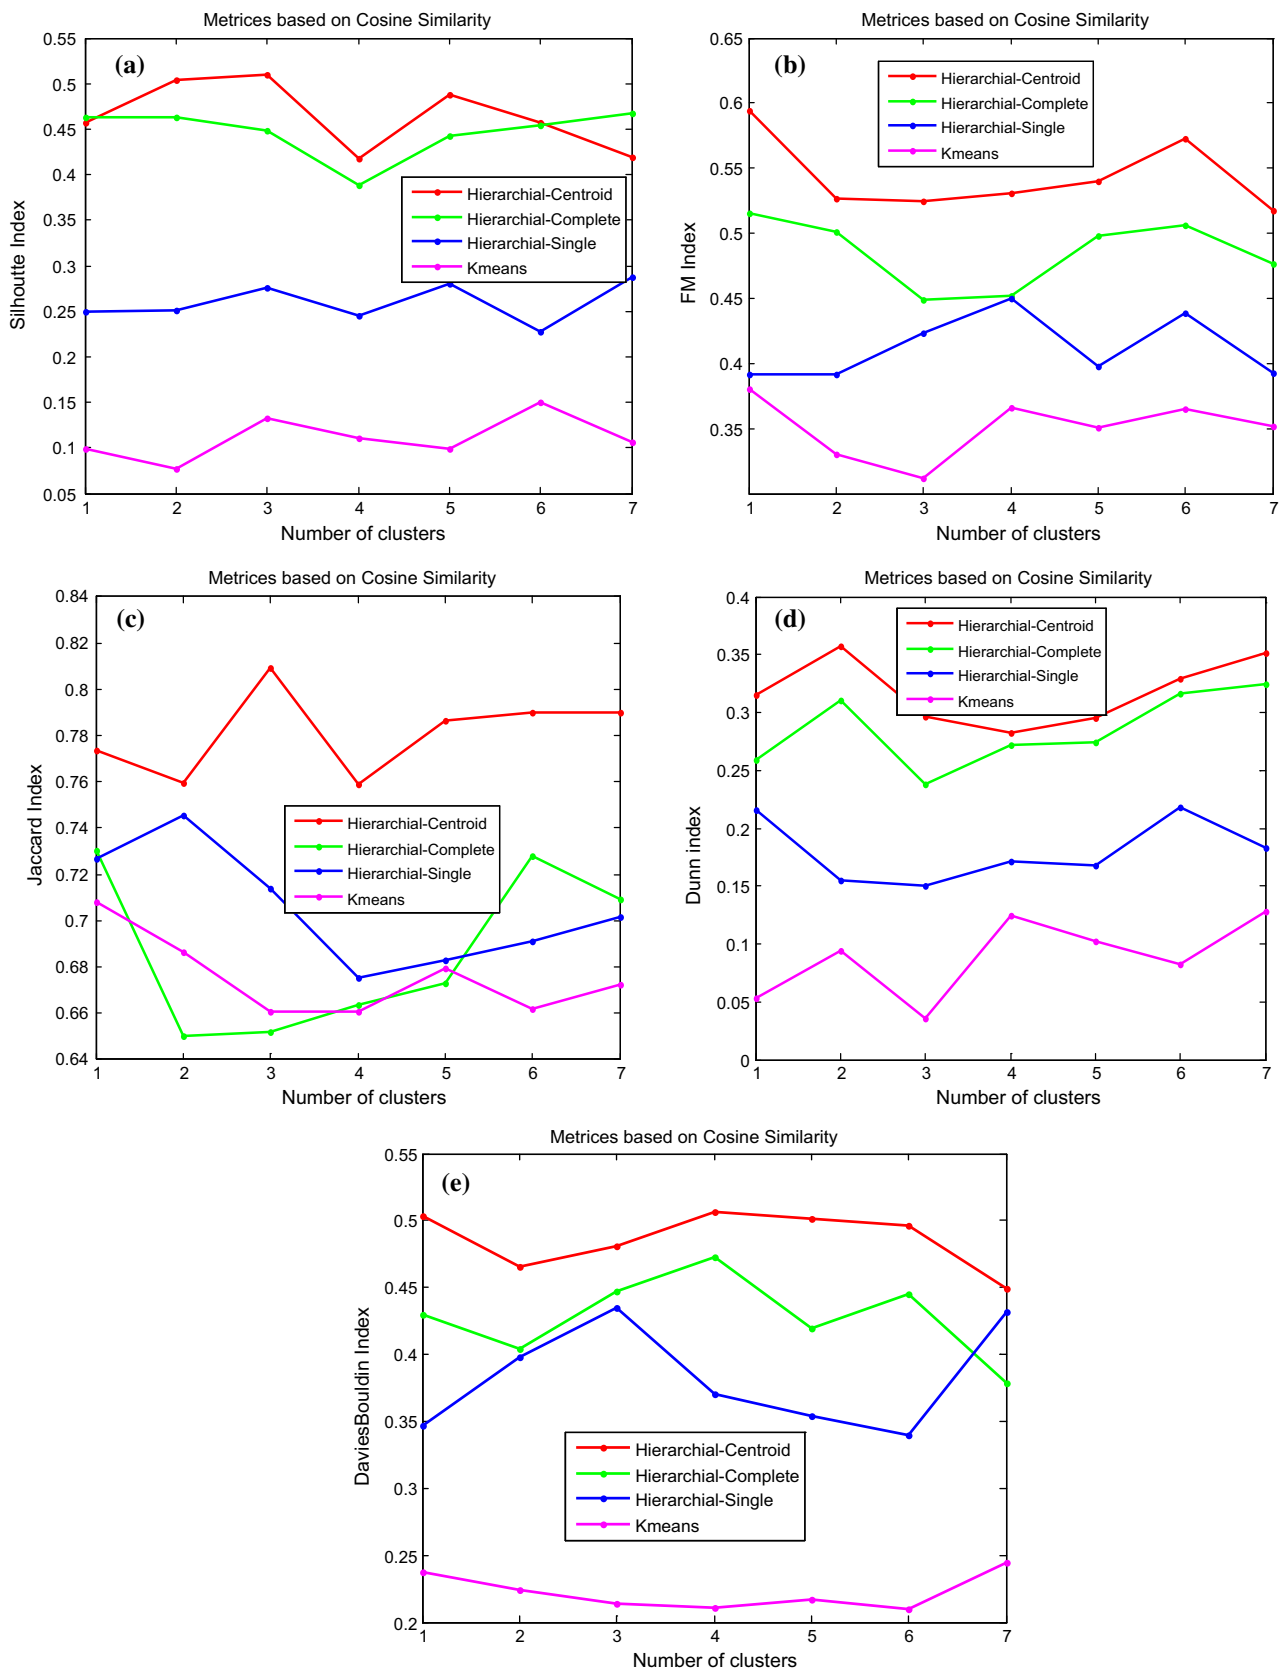 Metrices based on Cosine Similarity
(a)
0.55
0.5
0.45
0.4
0.35
0.3
0.25
0.2
0.15
0.1
0.05
Silhoutte Index
Hierarchial-Centroid
Hierarchial-Complete
Hierarchial-Single
Kmeans
1 2 3 4 5 6 7
Number of clusters
Metrices based on Cosine Similarity
(b)
0.65
0.6
0.55
0.5
0.45
0.4
0.35
FM Index
Hierarchial-Centroid
Hierarchial-Complete
Hierarchial-Single
Kmeans
1 2 3 4 5 6 7
Number of clusters
Metrices based on Cosine Similarity
(c)
0.84
0.82
0.8
0.78
0.76
0.74
0.72
0.7
0.68
0.66
0.64
Jaccard Index
Hierarchial-Centroid
Hierarchial-Complete
Hierarchial-Single
Kmeans
1 2 3 4 5 6 7
Number of clusters
Metrices based on Cosine Similarity
(d)
0.4
0.35
0.3
0.25
0.2
0.15
0.1
0.05
0
Dunn index
Hierarchial-Centroid
Hierarchial-Complete
Hierarchial-Single
Kmeans
1 2 3 4 5 6 7
Number of clusters
Metrices based on Cosine Similarity
(e)
0.55
0.5
0.45
0.4
0.35
0.3
0.25
0.2
DaviesBouldin Index
Hierarchial-Centroid
Hierarchial-Complete
Hierarchial-Single
Kmeans
1 2 3 4 5 6 7
Number of clusters